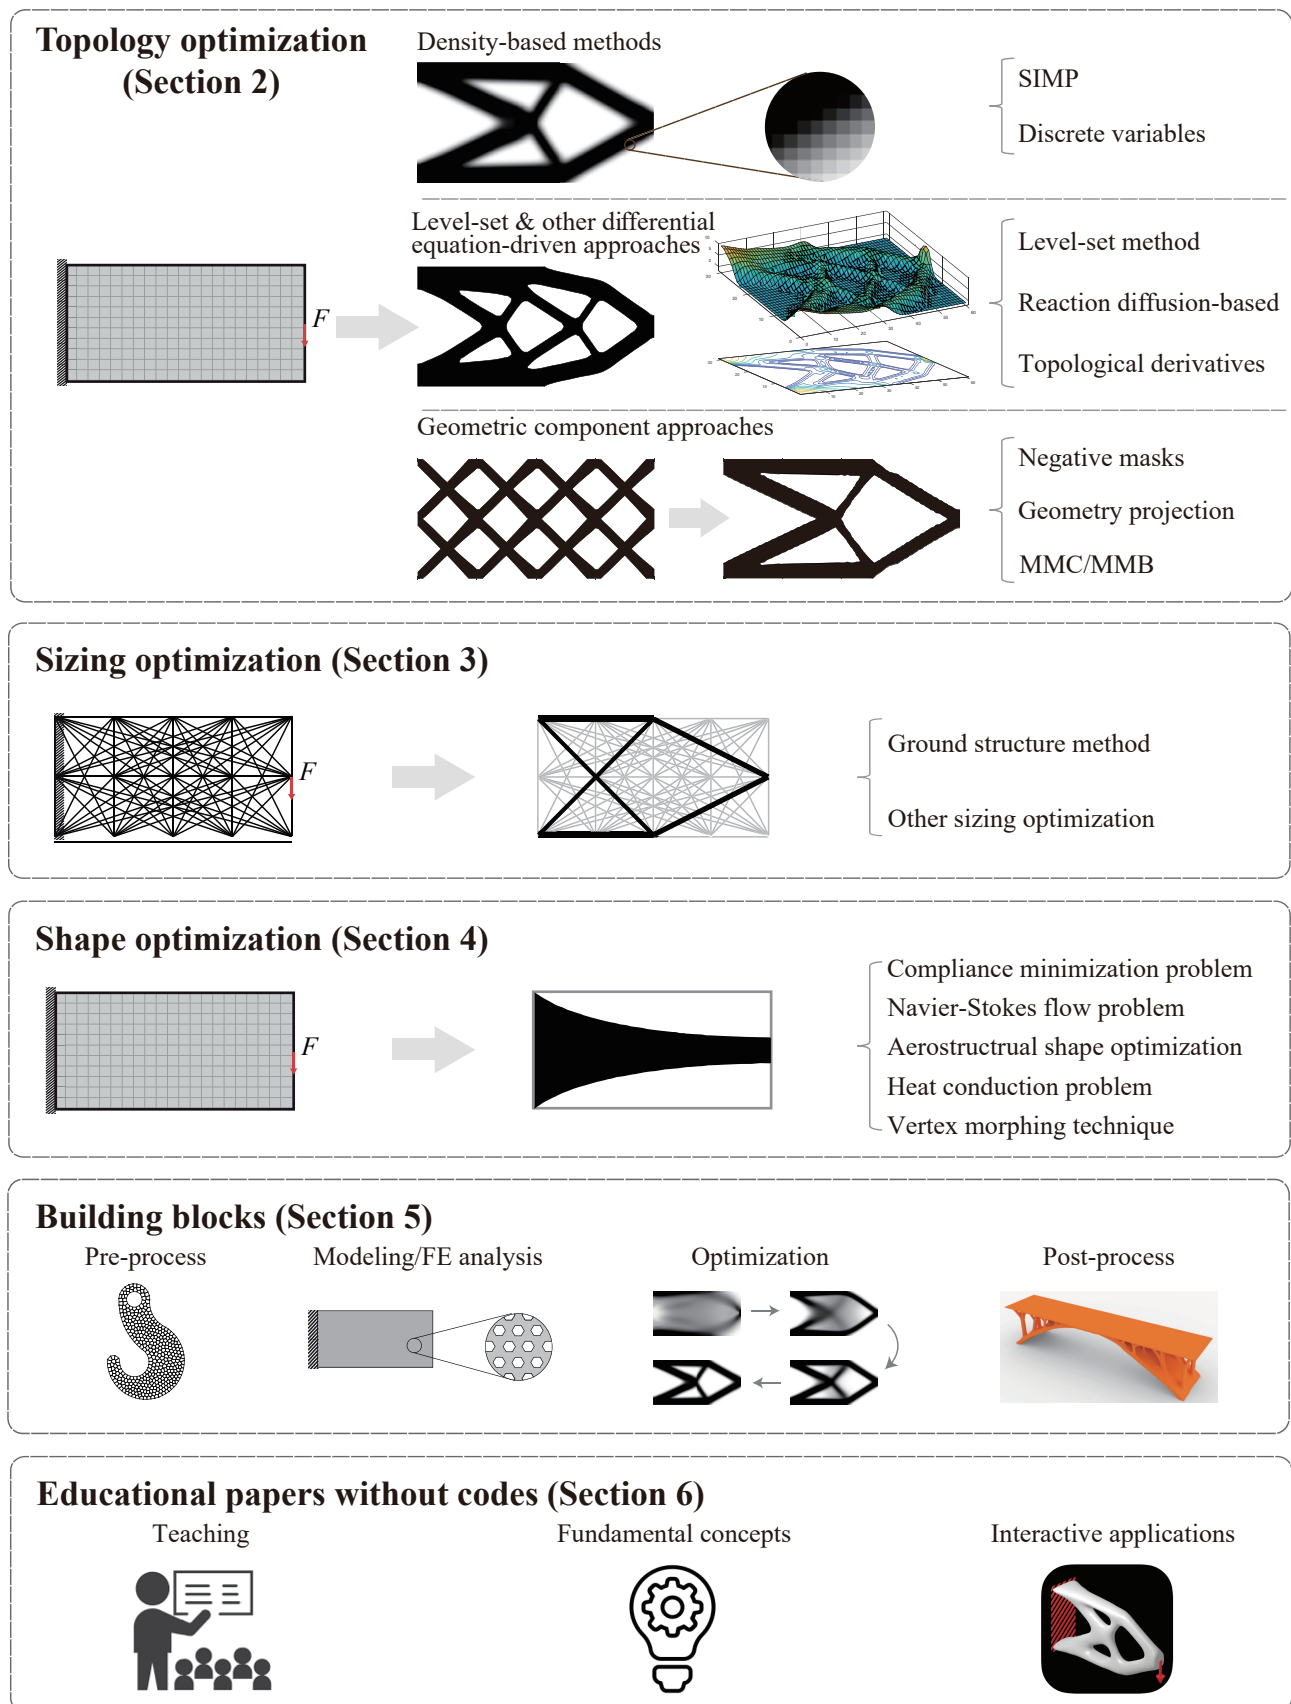 Topology optimization
(Section 2)
Density-based methods
SIMP
Discrete variables
Level-set & other differential
equation-driven approaches
Level-set method
Reaction diffusion-based
Topological derivatives
F
Geometric component approaches
Negative masks
Geometry projection
MMC/MMB
Sizing optimization (Section 3)
F
Ground structure method
Other sizing optimization
Shape optimization (Section 4)
F
Compliance minimization problem
Navier-Stokes flow problem
Aerostructrual shape optimization
Heat conduction problem
Vertex morphing technique
Building blocks (Section 5)
Pre-process
Modeling/FE analysis
Optimization
Post-process
Educational papers without codes (Section 6)
Teaching
Fundamental concepts
Interactive applications